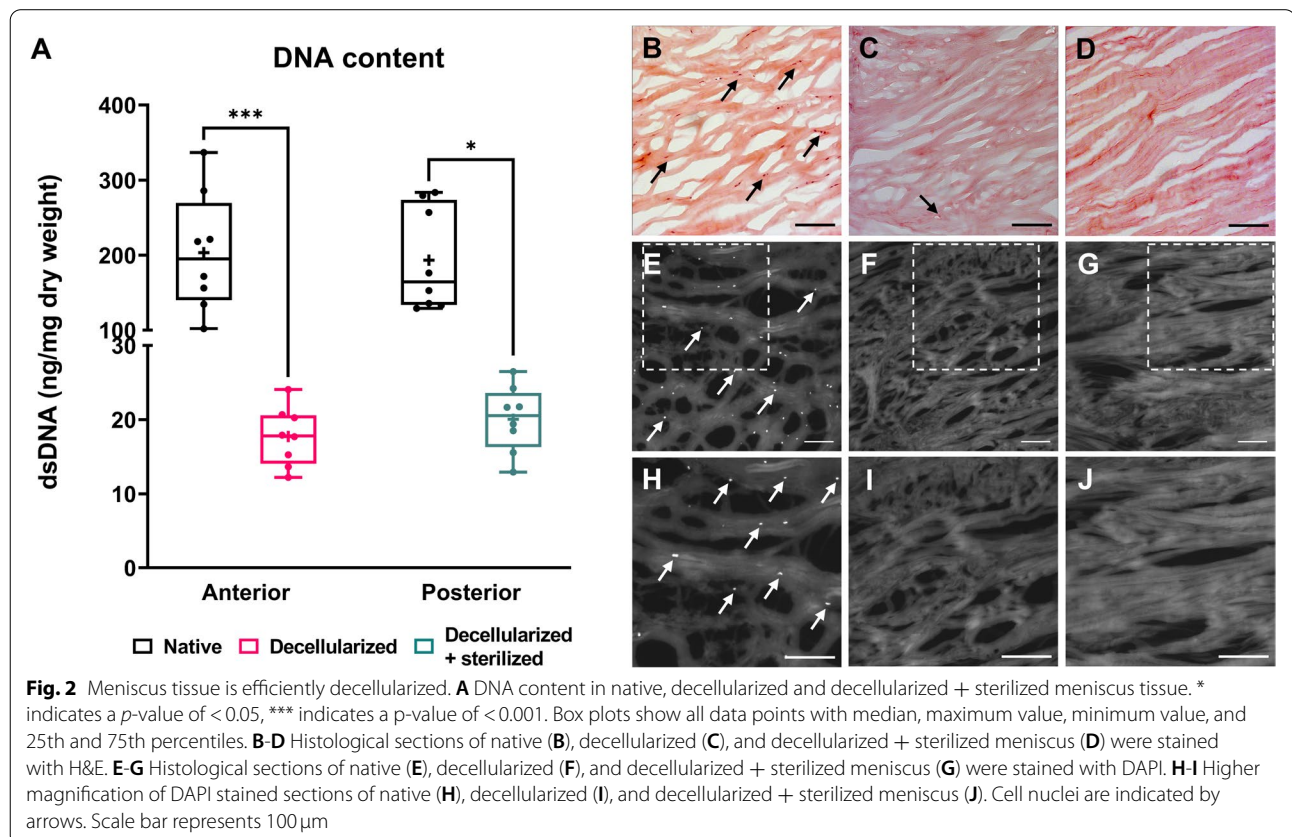 A
DNA content
dsDNA (ng/mg dry weight)
400
300
200
100
30
20
10
0
***
*
Anterior
Posterior
Native
Decellularized
Decellularized
+ sterilized
B
C
D
E
F
G
H
I
J
Fig. 2 Meniscus tissue is efficiently decellularized. A DNA content in native, decellularized and decellularized + sterilized meniscus tissue. *
indicates a p-value of < 0.05, *** indicates a p-value of < 0.001. Box plots show all data points with median, maximum value, minimum value, and
25th and 75th percentiles. B-D Histological sections of native (B), decellularized (C), and decellularized + sterilized meniscus (D) were stained
with H&E. E-G Histological sections of native (E), decellularized (F), and decellularized + sterilized meniscus (G) were stained with DAPI. H-I Higher
magnification of DAPI stained sections of native (H), decellularized (I), and decellularized + sterilized meniscus (J). Cell nuclei are indicated by
arrows. Scale bar represents 100 μm